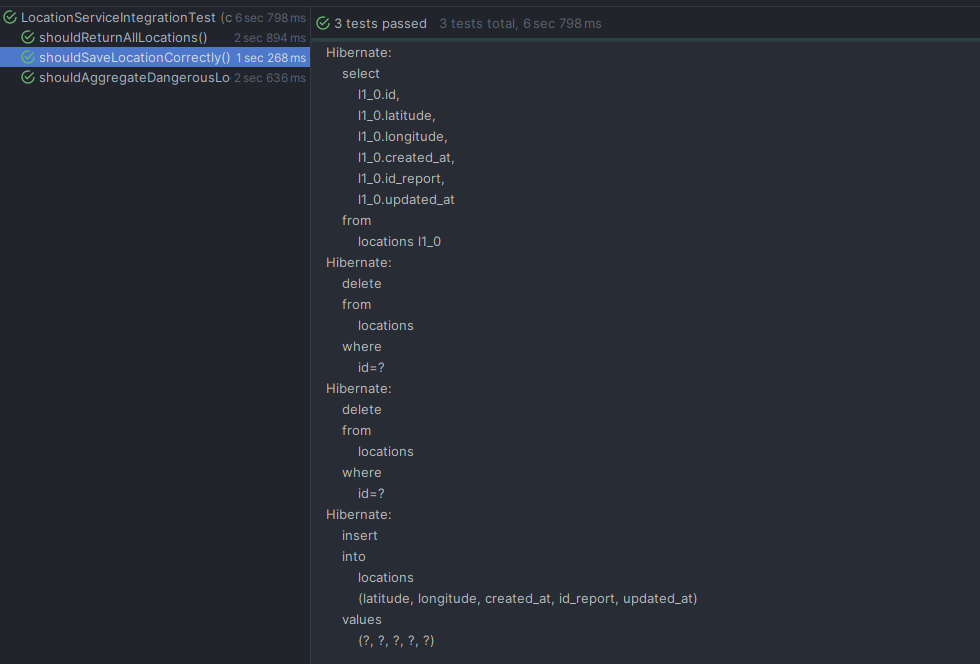 LocationServiceIntegrationTest (c 6 sec 798 ms
shouldReturnAllLocations() 2 sec 894 ms
shouldSaveLocationCorrectly() 1 sec 268 ms
shouldAggregateDangerousLo 2 sec 636 ms
3 tests passed 3 tests total, 6 sec 798 ms
Hibernate:
select
l1_0.id,
l1_0.latitude,
l1_0.longitude,
l1_0.created_at,
l1_0.id_report,
l1_0.updated_at
from
locations l1_0
Hibernate:
delete
from
locations
where
id=?
Hibernate:
delete
from
locations
where
id=?
Hibernate:
insert
into
locations
(latitude, longitude, created_at, id_report, updated_at)
values
(?, ?, ?, ?, ?)